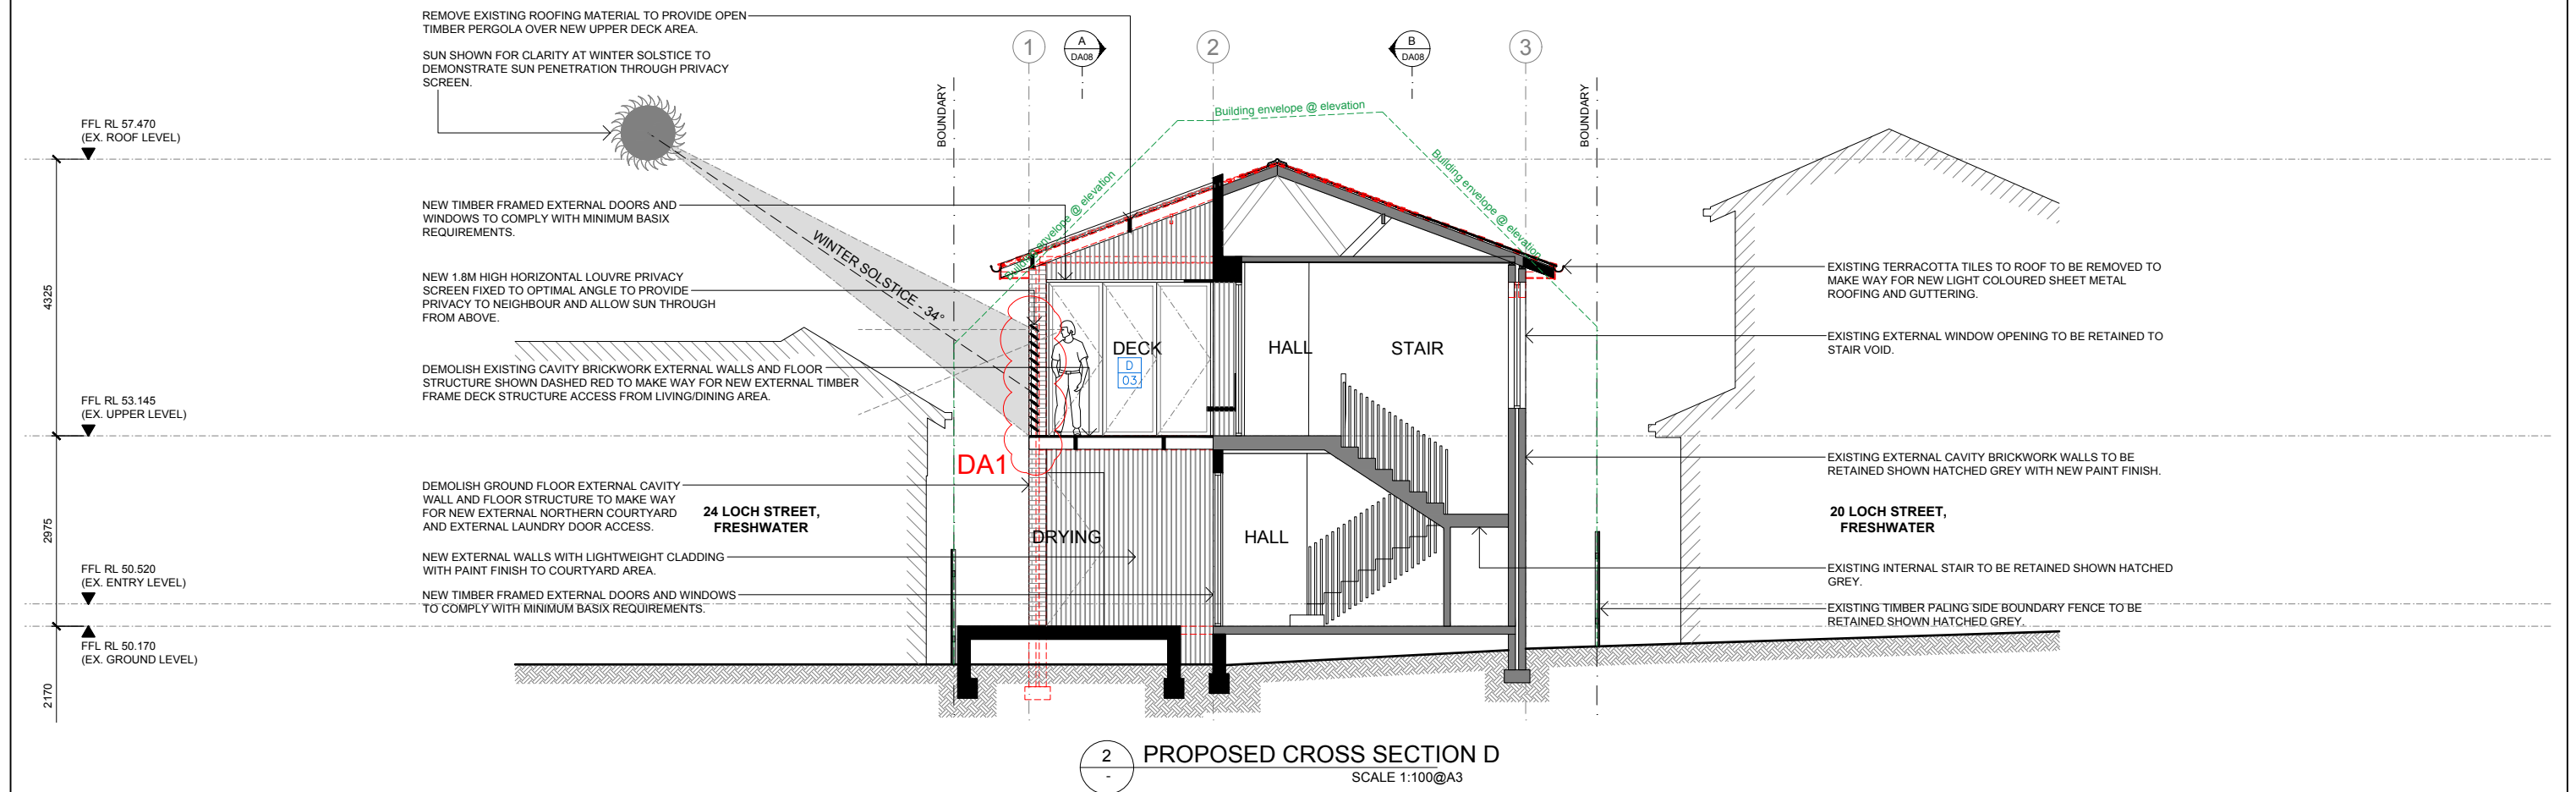 REMOVE EXISTING ROOFING MATERIAL TO PROVIDE OPEN
TIMBER PERGOLA OVER NEW UPPER DECK AREA.
SUN SHOWN FOR CLARITY AT WINTER SOLSTICE TO
DEMONSTRATE SUN PENETRATION THROUGH PRIVACY
SCREEN.
1
A
DA08
2
B
DA08
3
BOUNDARY
BOUNDARY
Building envelope @ elevation
Building envelope @ elevation
Building envelope @ elevation
FFL RL 57.470
(EX. ROOF LEVEL)
NEW TIMBER FRAMED EXTERNAL DOORS AND
WINDOWS TO COMPLY WITH MINIMUM BASIX
REQUIREMENTS.
WINTER SOLSTICE - 34°
NEW 1.8M HIGH HORIZONTAL LOUVRE PRIVACY
SCREEN FIXED TO OPTIMAL ANGLE TO PROVIDE
PRIVACY TO NEIGHBOUR AND ALLOW SUN THROUGH
FROM ABOVE.
4325
EXISTING TERRACOTTA TILES TO ROOF TO BE REMOVED TO
MAKE WAY FOR NEW LIGHT COLOURED SHEET METAL
ROOFING AND GUTTERING.
EXISTING EXTERNAL WINDOW OPENING TO BE RETAINED TO
STAIR VOID.
DECK
D
03
HALL
STAIR
DEMOLISH EXISTING CAVITY BRICKWORK EXTERNAL WALLS AND FLOOR
STRUCTURE SHOWN DASHED RED TO MAKE WAY FOR NEW EXTERNAL TIMBER
FRAME DECK STRUCTURE ACCESS FROM LIVING/DINING AREA.
FFL RL 53.145
(EX. UPPER LEVEL)
DA1
EXISTING EXTERNAL CAVITY BRICKWORK WALLS TO BE
RETAINED SHOWN HATCHED GREY WITH NEW PAINT FINISH.
DEMOLISH GROUND FLOOR EXTERNAL CAVITY
WALL AND FLOOR STRUCTURE TO MAKE WAY
FOR NEW EXTERNAL NORTHERN COURTYARD
AND EXTERNAL LAUNDRY DOOR ACCESS.
24 LOCH STREET,
FRESHWATER
20 LOCH STREET,
FRESHWATER
2975
DRYING
HALL
NEW EXTERNAL WALLS WITH LIGHTWEIGHT CLADDING
WITH PAINT FINISH TO COURTYARD AREA.
FFL RL 50.520
(EX. ENTRY LEVEL)
EXISTING INTERNAL STAIR TO BE RETAINED SHOWN HATCHED
GREY.
NEW TIMBER FRAMED EXTERNAL DOORS AND WINDOWS
TO COMPLY WITH MINIMUM BASIX REQUIREMENTS.
EXISTING TIMBER PALING SIDE BOUNDARY FENCE TO BE
RETAINED SHOWN HATCHED GREY.
FFL RL 50.170
(EX. GROUND LEVEL)
2170
2
-
PROPOSED CROSS SECTION D
SCALE 1:100@A3